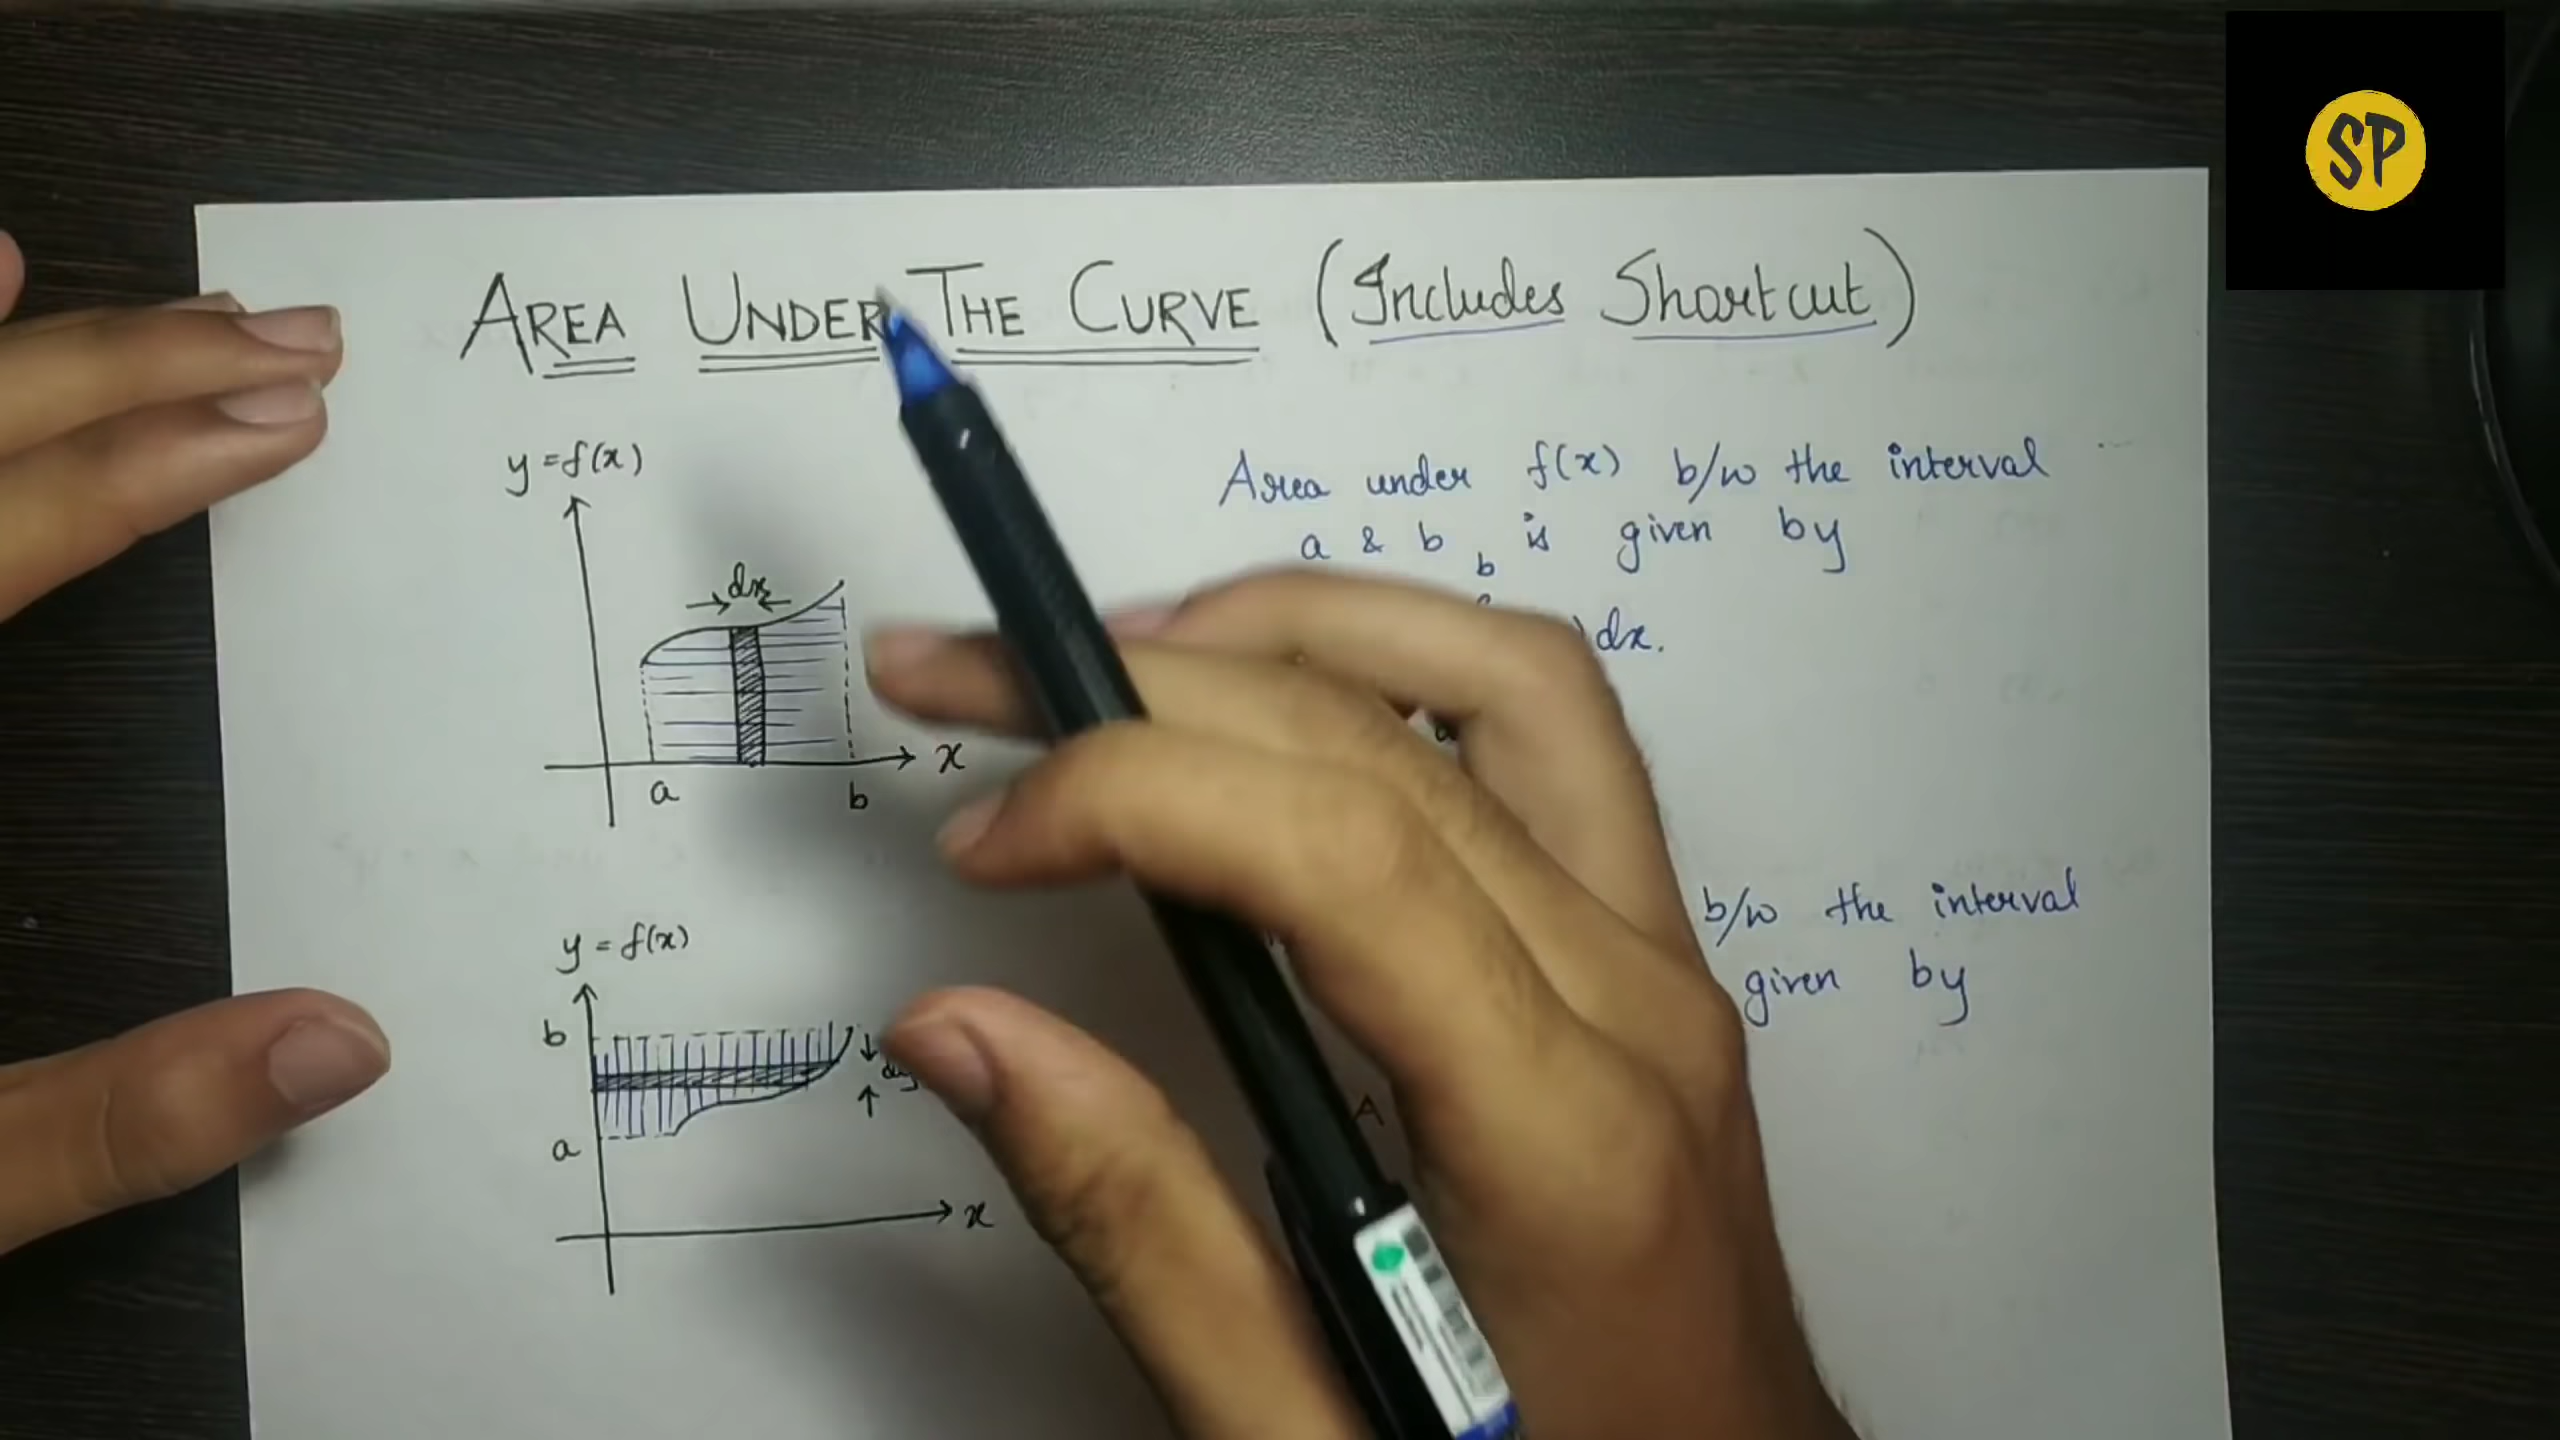 SP
AREA UNDER THE CURVE (Includes Shortcut)
y = f(x)
dx
x
a
b
Area under f(x) b/w the interval
a & b is given by
b
) dx.
a
y = f(x)
b
dy
a
x
b/w the interval
given by
A